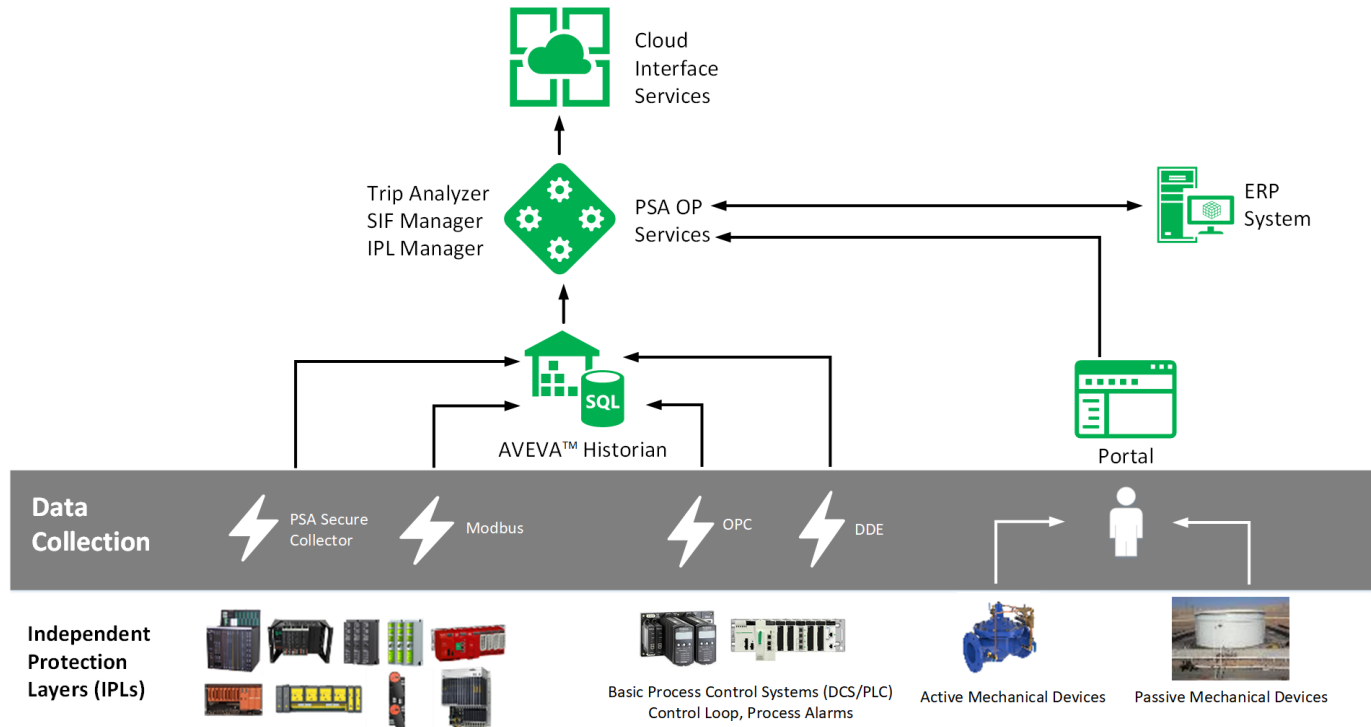 Cloud
Interface
Services
Trip Analyzer
SIF Manager
IPL Manager
PSA OP
Services
ERP
System
SQL
AVEVA™ Historian
Portal
Data
Collection
PSA Secure
Collector
Modbus
OPC
DDE
Independent
Protection
Layers (IPLs)
Basic Process Control Systems (DCS/PLC)
Control Loop, Process Alarms
Active Mechanical Devices
Passive Mechanical Devices